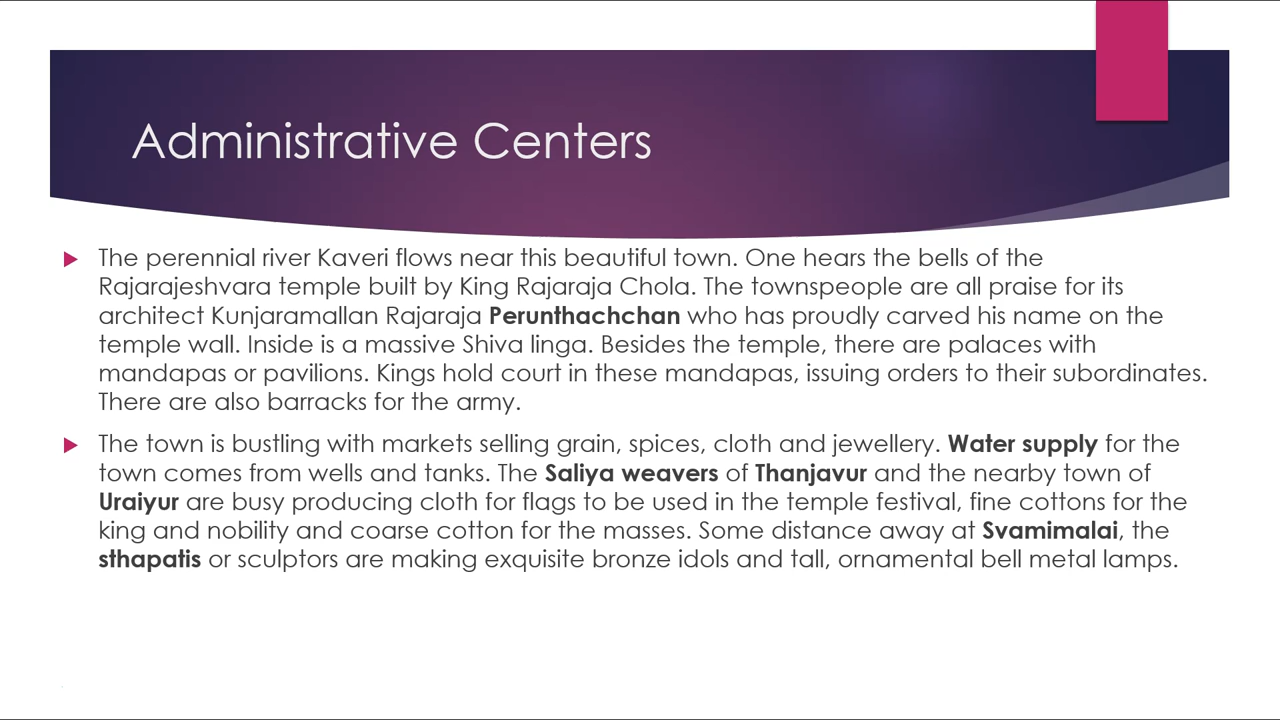 Administrative Centers
The perennial river Kaveri flows near this beautiful town. One hears the bells of the
Rajarajeshvara temple built by King Rajaraja Chola. The townspeople are all praise for its
architect Kunjaramallan Rajaraja Perunthachchan who has proudly carved his name on the
temple wall. Inside is a massive Shiva linga. Besides the temple, there are palaces with
mandapas or pavilions. Kings hold court in these mandapas, issuing orders to their subordinates.
There are also barracks for the army.
The town is bustling with markets selling grain, spices, cloth and jewellery. Water supply for the
town comes from wells and tanks. The Saliya weavers of Thanjavur and the nearby town of
Uraiyur are busy producing cloth for flags to be used in the temple festival, fine cottons for the
king and nobility and coarse cotton for the masses. Some distance away at Svamimalai, the
sthapatis or sculptors are making exquisite bronze idols and tall, ornamental bell metal lamps.